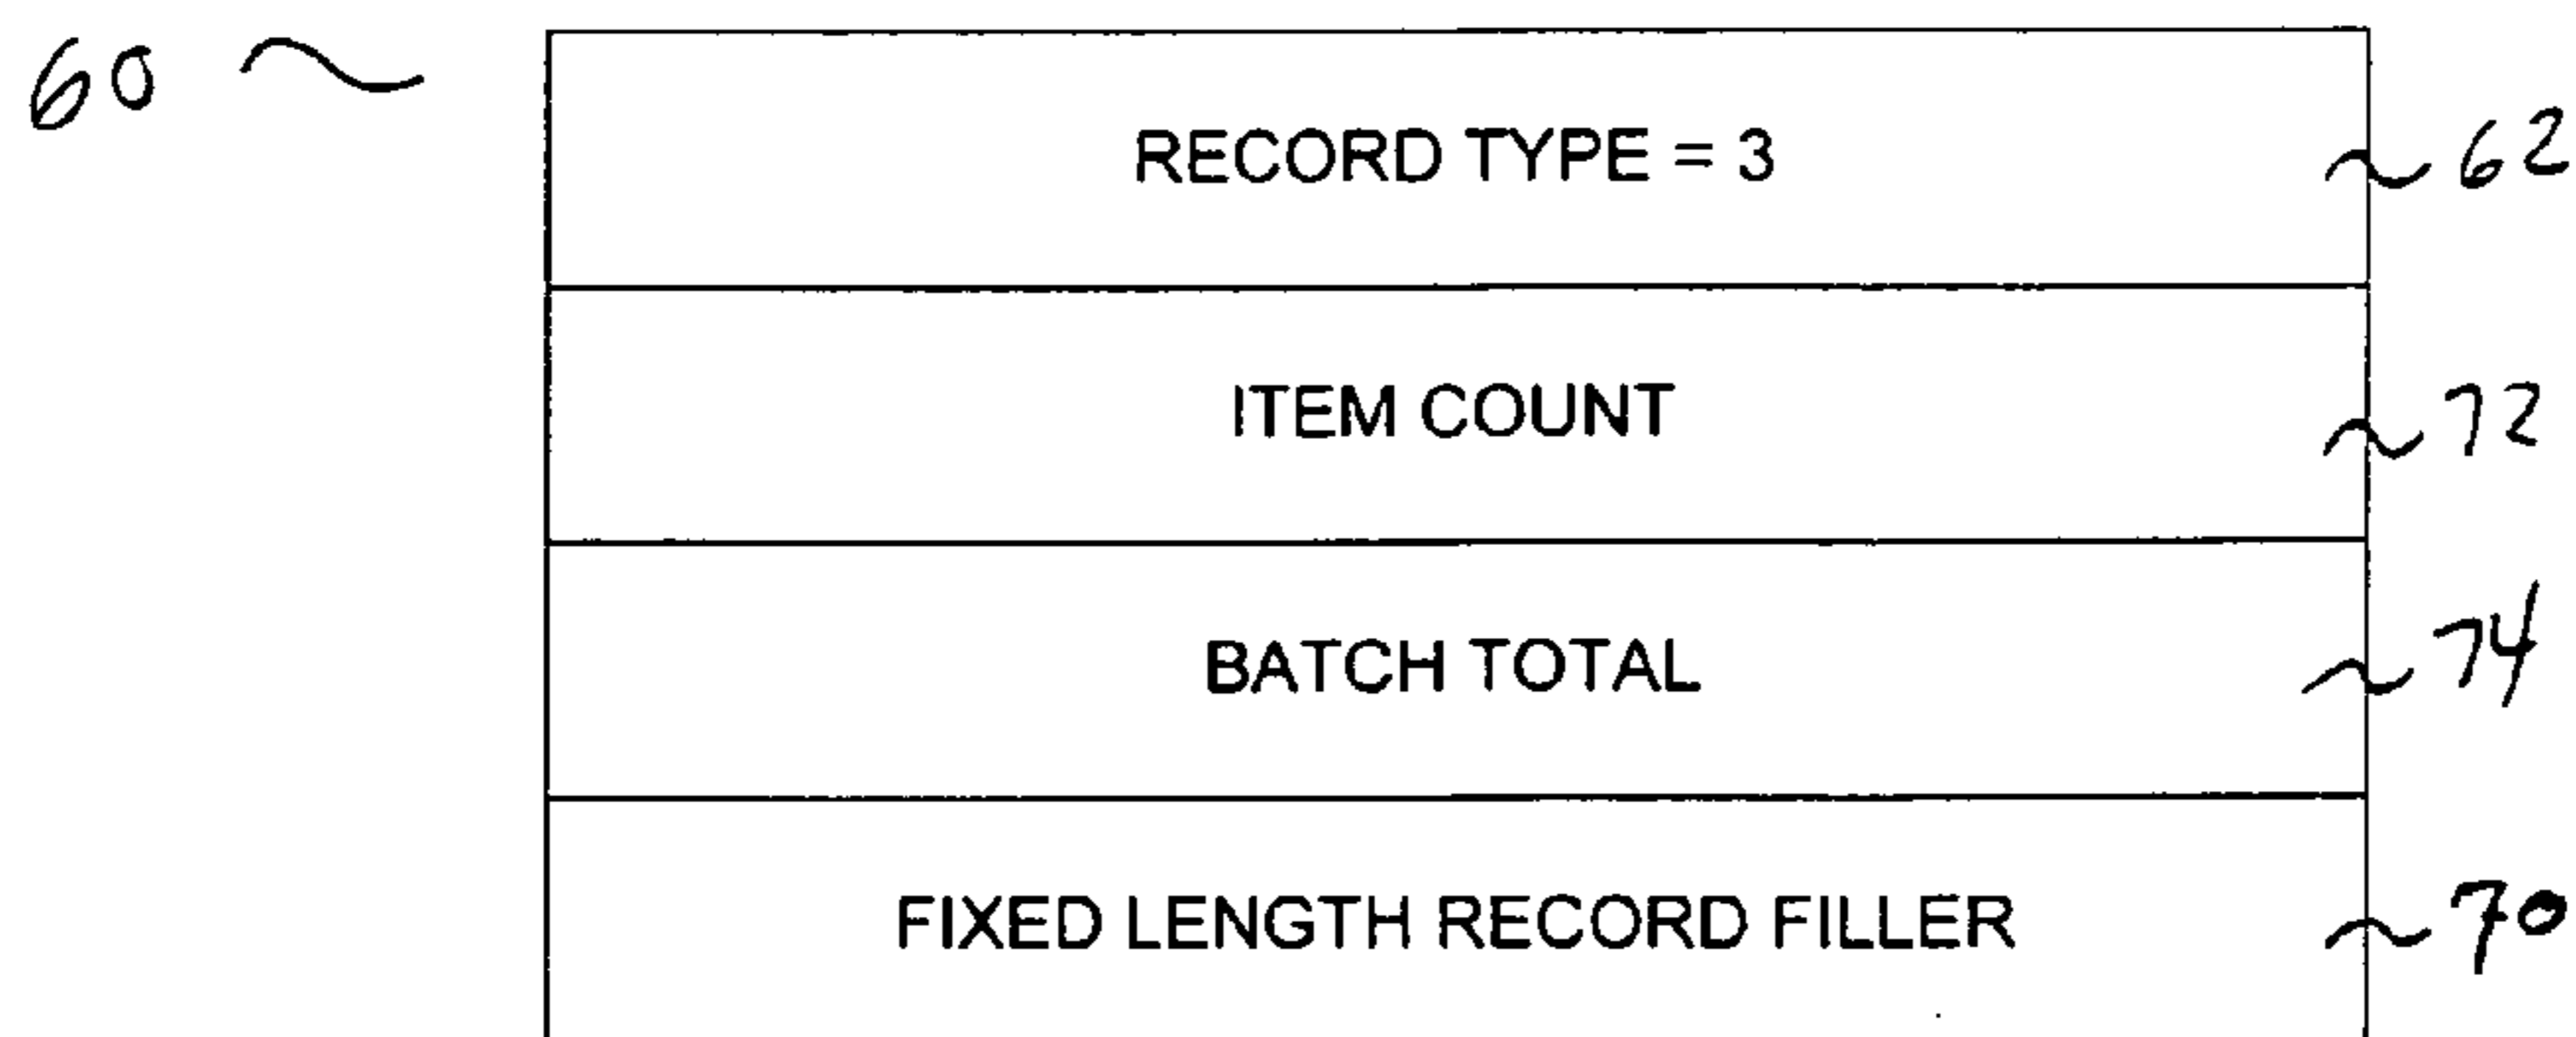 60
RECORD TYPE = 3 62
ITEM COUNT 72
BATCH TOTAL 74
FIXED LENGTH RECORD FILLER 70